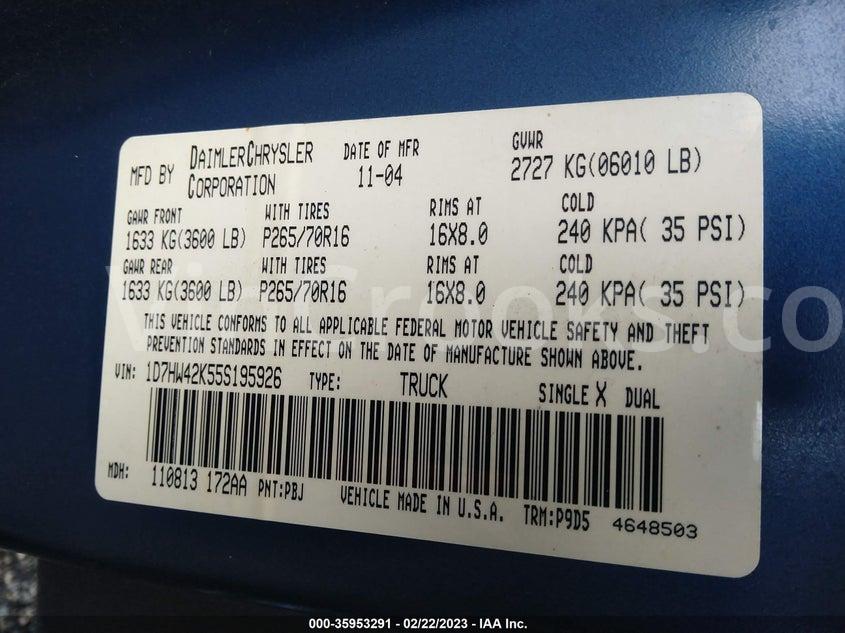 MFD BY DAIMLERCHRYSLER CORPORATION DATE OF MFR 11-04 GVWR 2727 KG(06010 LB)
GAWR FRONT WITH TIRES RIMS AT COLD
1633 KG(3600 LB) P265/70R16 16X8.0 240 KPA( 35 PSI)
GAWR REAR WITH TIRES RIMS AT COLD
1633 KG(3600 LB) P265/70R16 16X8.0 240 KPA( 35 PSI)
THIS VEHICLE CONFORMS TO ALL APPLICABLE FEDERAL MOTOR VEHICLE SAFETY AND THEFT
PREVENTION STANDARDS IN EFFECT ON THE DATE OF MANUFACTURE SHOWN ABOVE.
VIN: 1D7HW42K55S195926 TYPE: TRUCK SINGLE X DUAL
MDH: 110813 172AA PNT:PBJ VEHICLE MADE IN U.S.A. TRM:P9D5 4648503
000-35953291 - 02/22/2023 - IAA Inc.